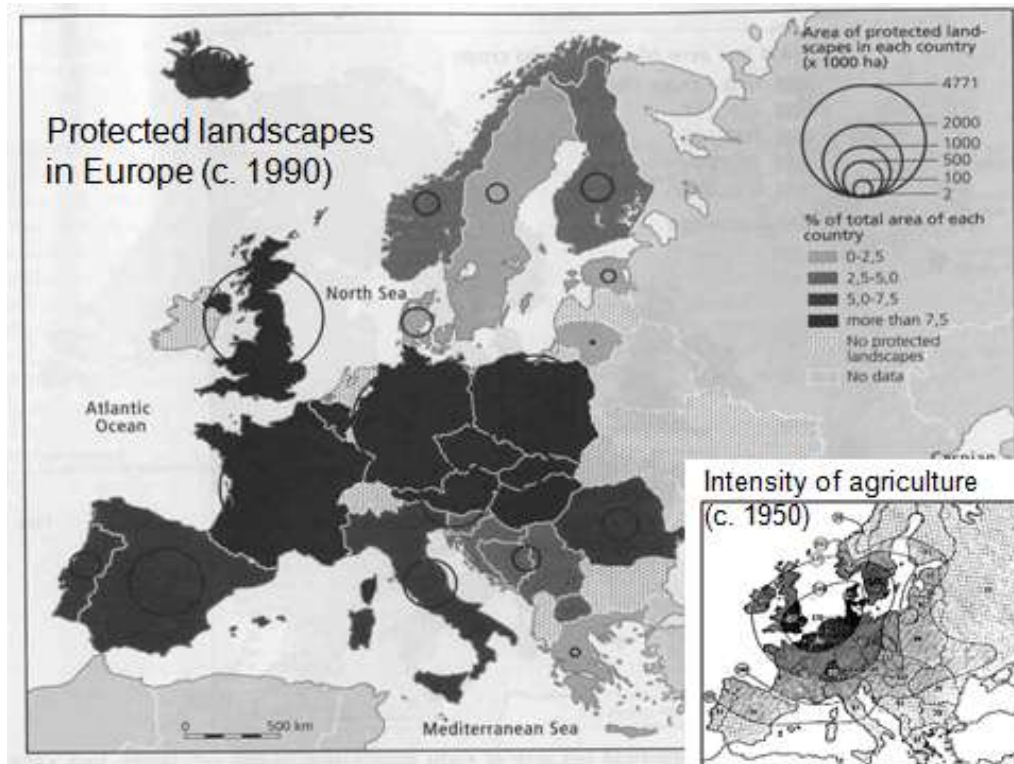 Protected landscapes
in Europe (c. 1990)
Area of protected land-
scapes in each country
(x 1000 ha)
4771
2000
1000
500
100
2
% of total area of each
country
0-2,5
2,5-5,0
5,0-7,5
more than 7,5
No protected
landscapes
No data
North Sea
Atlantic
Ocean
Caspian
Intensity of agriculture
(c. 1950)
0 500 km
Mediterranean Sea